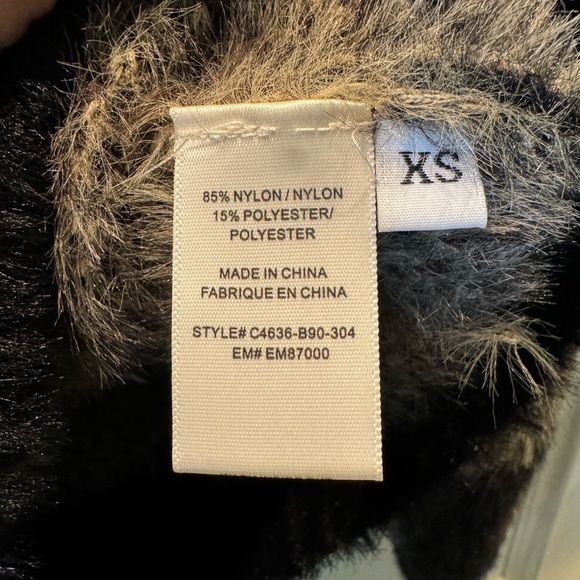 85% NYLON / NYLON
15% POLYESTER/
POLYESTER
MADE IN CHINA
FABRIQUE EN CHINA
STYLE# C4636-B90-304
EM# EM87000
XS